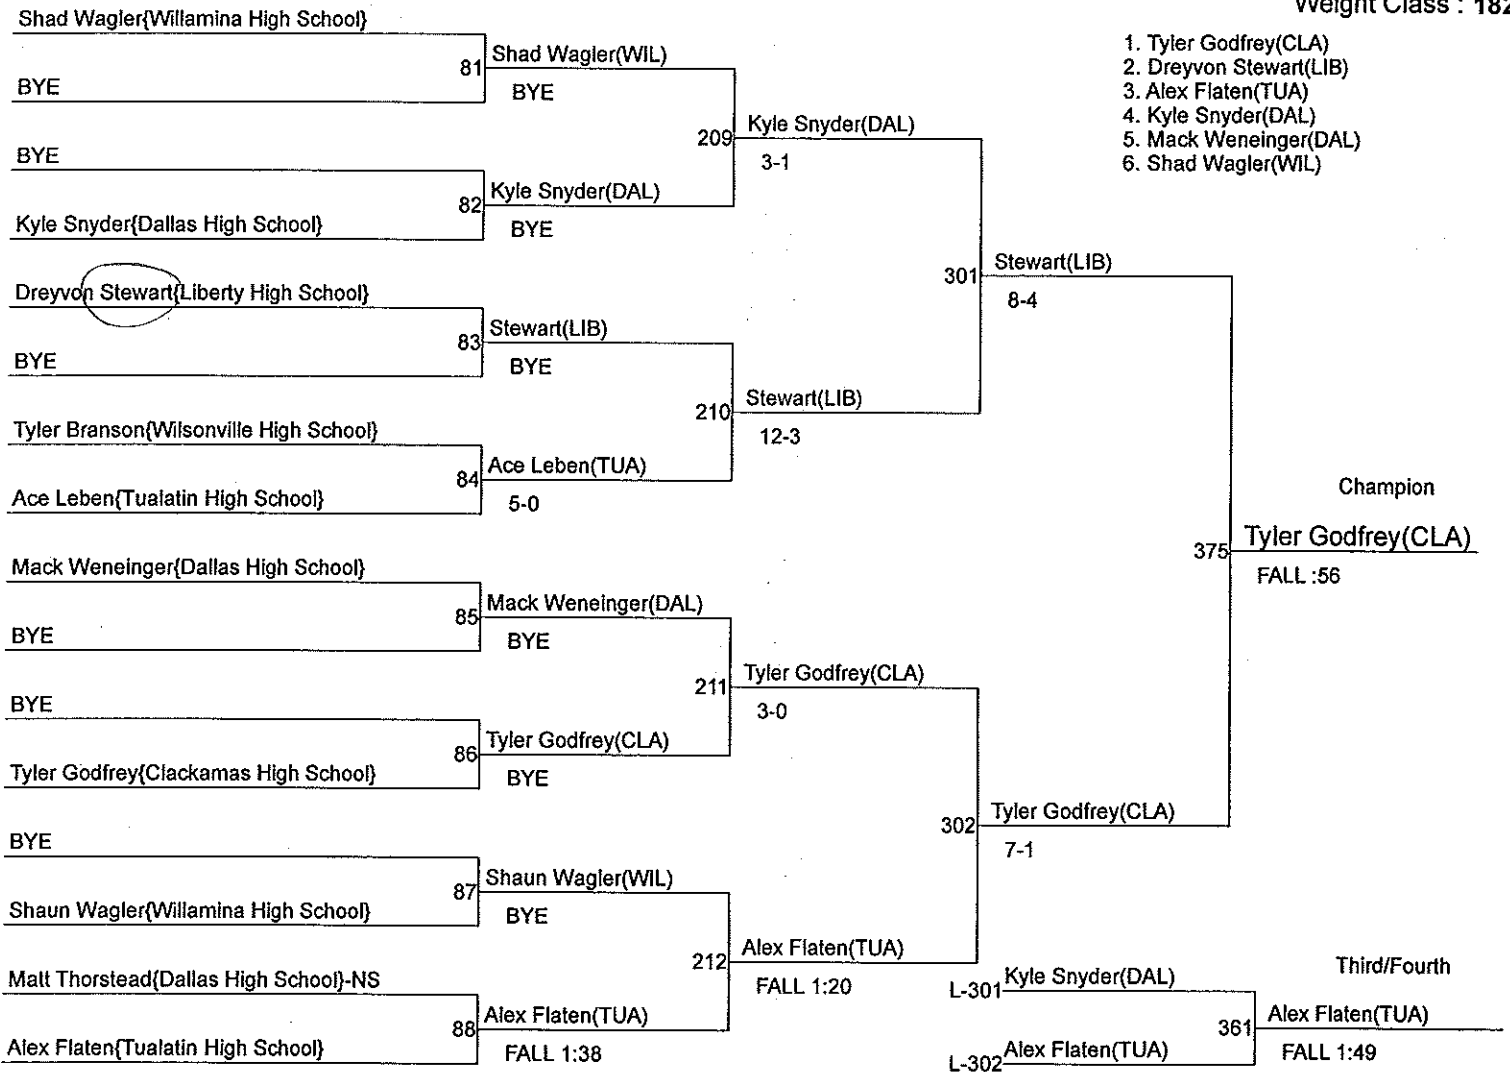 Weight Class : 182
1. Tyler Godfrey(CLA)
2. Dreyvon Stewart(LIB)
3. Alex Flaten(TUA)
4. Kyle Snyder(DAL)
5. Mack Weneinger(DAL)
6. Shad Wagler(WIL)
Shad Wagler{Willamina High School}
81
Shad Wagler(WIL)
BYE
BYE
209
Kyle Snyder(DAL)
3-1
BYE
82
Kyle Snyder(DAL)
BYE
Kyle Snyder{Dallas High School}
301
Stewart(LIB)
8-4
Dreyvon Stewart{Liberty High School}
83
Stewart(LIB)
BYE
BYE
210
Stewart(LIB)
12-3
Tyler Branson{Wilsonville High School}
84
Ace Leben(TUA)
5-0
Ace Leben{Tualatin High School}
Champion
375
Tyler Godfrey(CLA)
FALL :56
Mack Weneinger{Dallas High School}
85
Mack Weneinger(DAL)
BYE
BYE
211
Tyler Godfrey(CLA)
3-0
BYE
86
Tyler Godfrey(CLA)
BYE
Tyler Godfrey{Clackamas High School}
302
Tyler Godfrey(CLA)
7-1
BYE
87
Shaun Wagler(WIL)
BYE
Shaun Wagler{Willamina High School}
212
Alex Flaten(TUA)
FALL 1:20
Matt Thorstead{Dallas High School}-NS
88
Alex Flaten(TUA)
FALL 1:38
Alex Flaten{Tualatin High School}
Third/Fourth
L-301
Kyle Snyder(DAL)
361
Alex Flaten(TUA)
FALL 1:49
L-302
Alex Flaten(TUA)